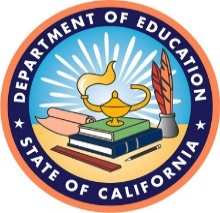 DEPARTMENT OF EDUCATION
STATE OF CALIFORNIA